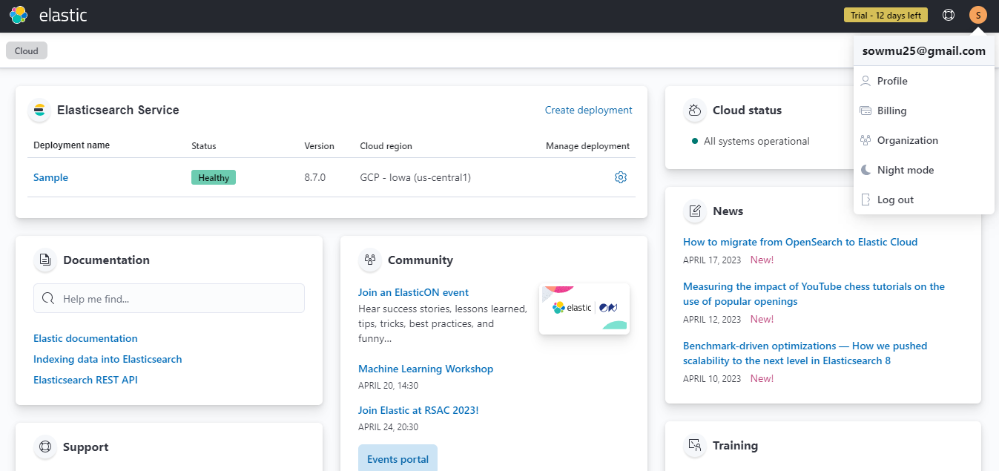 elastic
Trial - 12 days left
S
Cloud
sowmu25@gmail.com
Profile
Billing
Organization
Night mode
Log out
Elasticsearch Service
Create deployment
Deployment name Status Version Cloud region Manage deployment
Sample Healthy 8.7.0 GCP - Iowa (us-central1)
Cloud status
All systems operational
News
How to migrate from OpenSearch to Elastic Cloud
APRIL 17, 2023 New!
Measuring the impact of YouTube chess tutorials on the
use of popular openings
APRIL 12, 2023 New!
Benchmark-driven optimizations — How we pushed
scalability to the next level in Elasticsearch 8
APRIL 10, 2023 New!
Documentation
Help me find...
Elastic documentation
Indexing data into Elasticsearch
Elasticsearch REST API
Community
Join an ElasticON event
Hear success stories, lessons learned,
tips, tricks, best practices, and
funny...
elastic ON
Machine Learning Workshop
APRIL 20, 14:30
Join Elastic at RSAC 2023!
APRIL 24, 20:30
Events portal
Support
Training